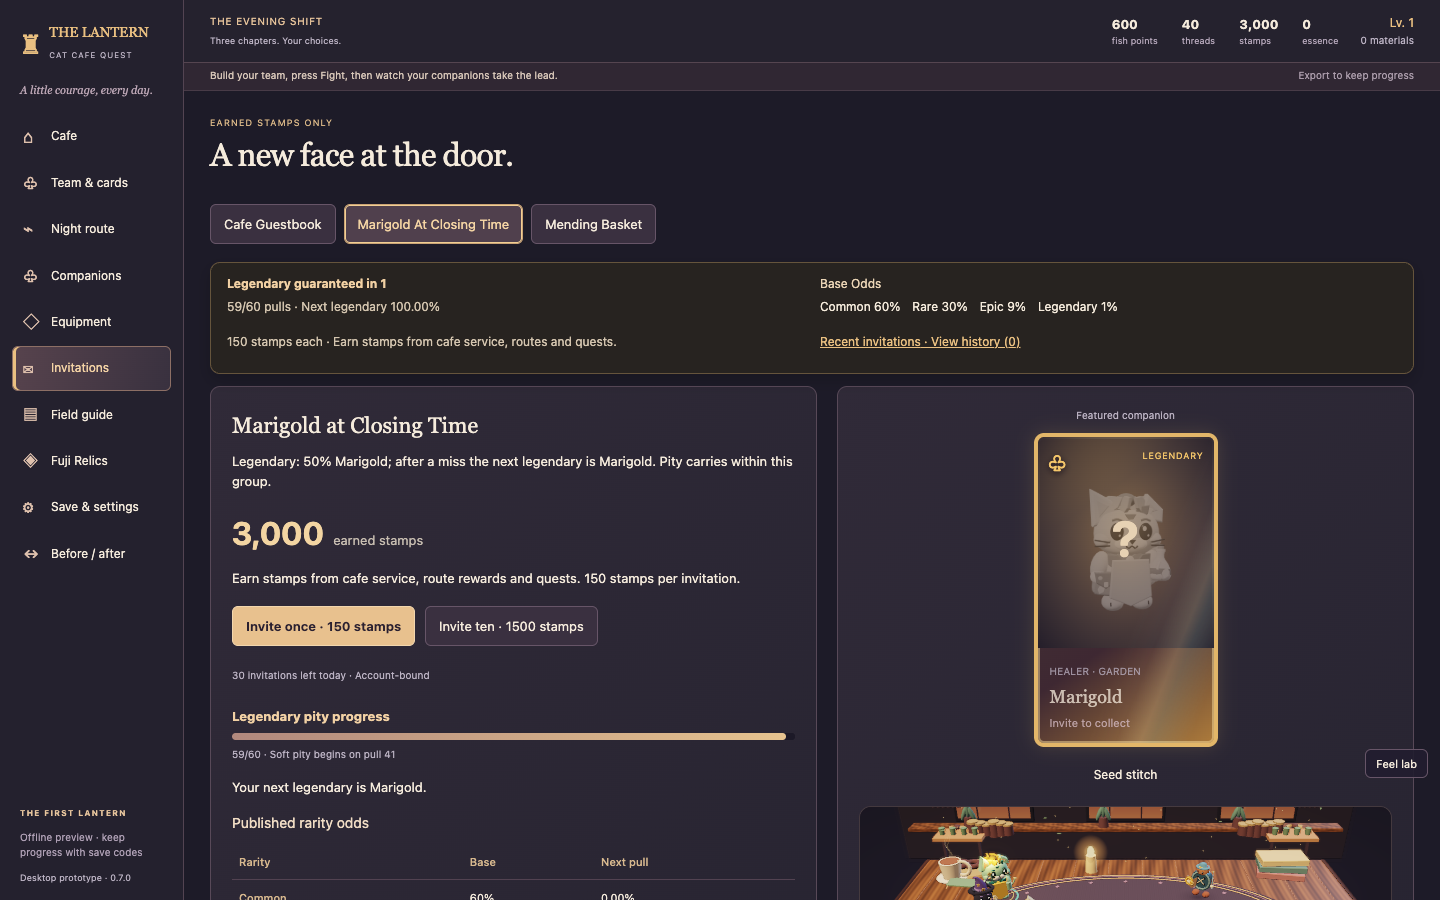 THE LANTERN
CAT CAFE QUEST
A little courage, every day.
Cafe
Team & cards
Night route
Companions
Equipment
Invitations
Field guide
Fuji Relics
Save & settings
Before / after
THE FIRST LANTERN
Offline preview · keep
progress with save codes
Desktop prototype · 0.7.0
THE EVENING SHIFT
Three chapters. Your choices.
600
fish points
40
threads
3,000
stamps
0
essence
Lv. 1
0 materials
Build your team, press Fight, then watch your companions take the lead.
Export to keep progress
EARNED STAMPS ONLY
A new face at the door.
Cafe Guestbook
Marigold At Closing Time
Mending Basket
Legendary guaranteed in 1
59/60 pulls · Next legendary 100.00%
150 stamps each · Earn stamps from cafe service, routes and quests.
Base Odds
Common 60% Rare 30% Epic 9% Legendary 1%
Recent invitations · View history (0)
Marigold at Closing Time
Legendary: 50% Marigold; after a miss the next legendary is Marigold. Pity carries within this
group.
3,000 earned stamps
Earn stamps from cafe service, route rewards and quests. 150 stamps per invitation.
Invite once · 150 stamps
Invite ten · 1500 stamps
30 invitations left today · Account-bound
Legendary pity progress
59/60 · Soft pity begins on pull 41
Your next legendary is Marigold.
Published rarity odds
Rarity Base Next pull
Common 60% 0.00%
Featured companion
LEGENDARY
?
HEALER · GARDEN
Marigold
Invite to collect
Seed stitch
Feel lab